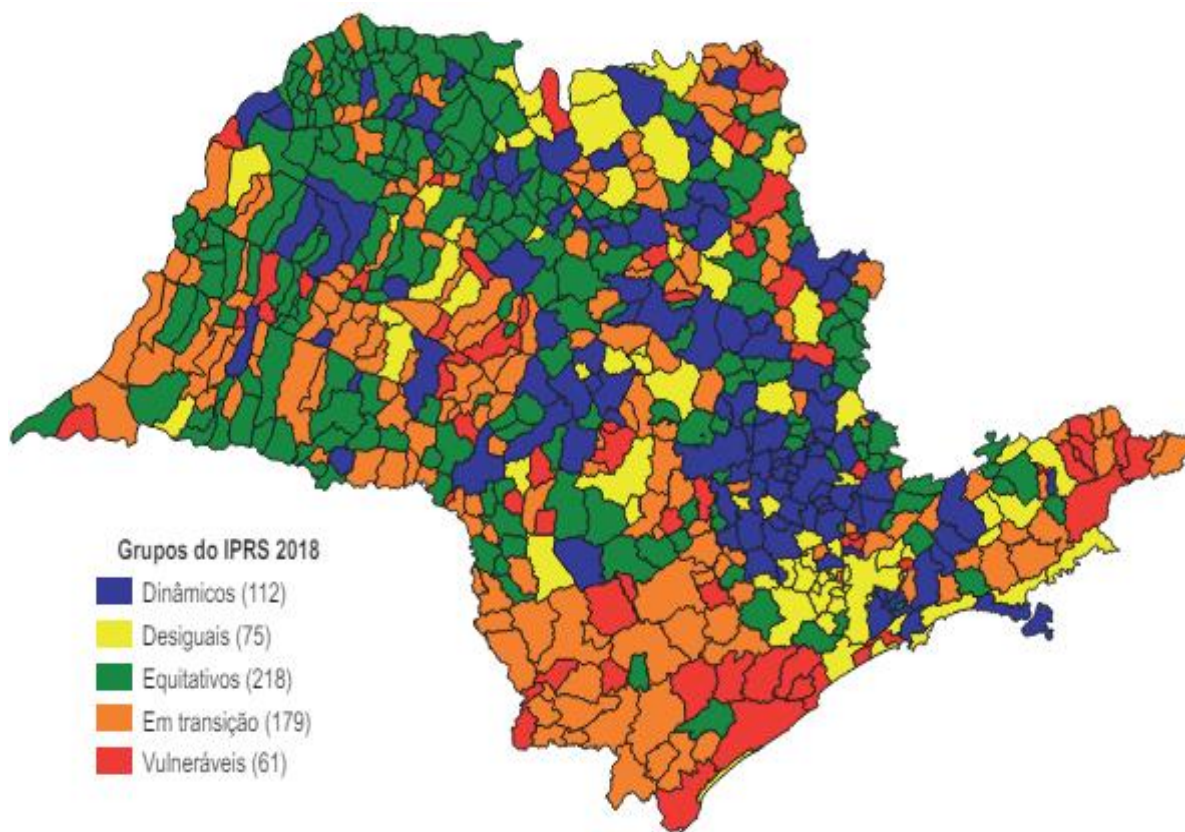 Grupos do IPRS 2018
Dinâmicos (112)
Desiguais (75)
Equitativos (218)
Em transição (179)
Vulneráveis (61)